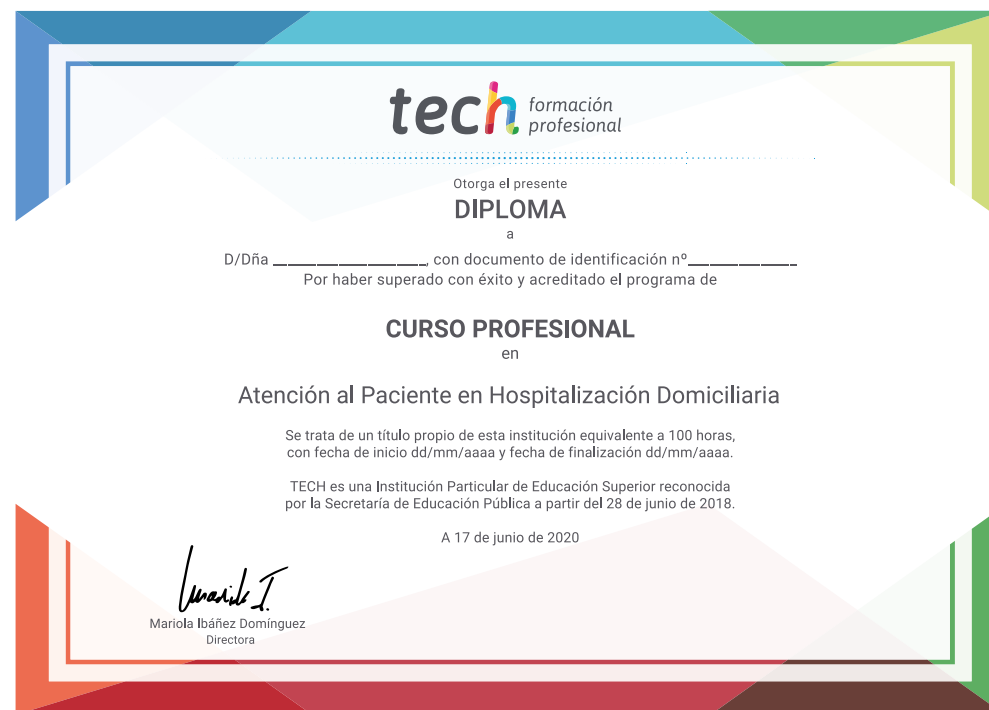 tech formación
profesional
Otorga el presente
DIPLOMA
a
D/Dña ____________________, con documento de identificación nº______________
Por haber superado con éxito y acreditado el programa de
CURSO PROFESIONAL
en
Atención al Paciente en Hospitalización Domiciliaria
Se trata de un título propio de esta institución equivalente a 100 horas,
con fecha de inicio dd/mm/aaaa y fecha de finalización dd/mm/aaaa.
TECH es una Institución Particular de Educación Superior reconocida
por la Secretaría de Educación Pública a partir del 28 de junio de 2018.
A 17 de junio de 2020
Mariola Ibáñez Domínguez
Directora